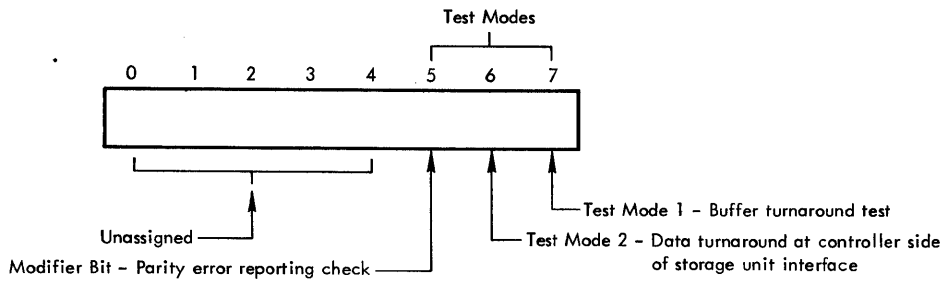 Test Modes
0 1 2 3 4 5 6 7
Test Mode 1 - Buffer turnaround test
Unassigned
Test Mode 2 - Data turnaround at controller side
of storage unit interface
Modifier Bit - Parity error reporting check